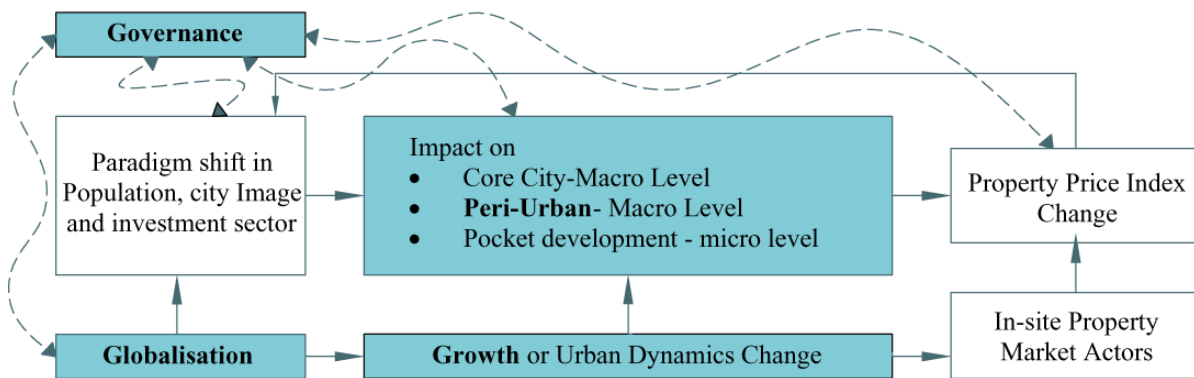 Governance
Paradigm shift in
Population, city Image
and investment sector
Impact on
• Core City-Macro Level
• Peri-Urban- Macro Level
• Pocket development - micro level
Property Price Index
Change
Globalisation
Growth or Urban Dynamics Change
In-site Property
Market Actors